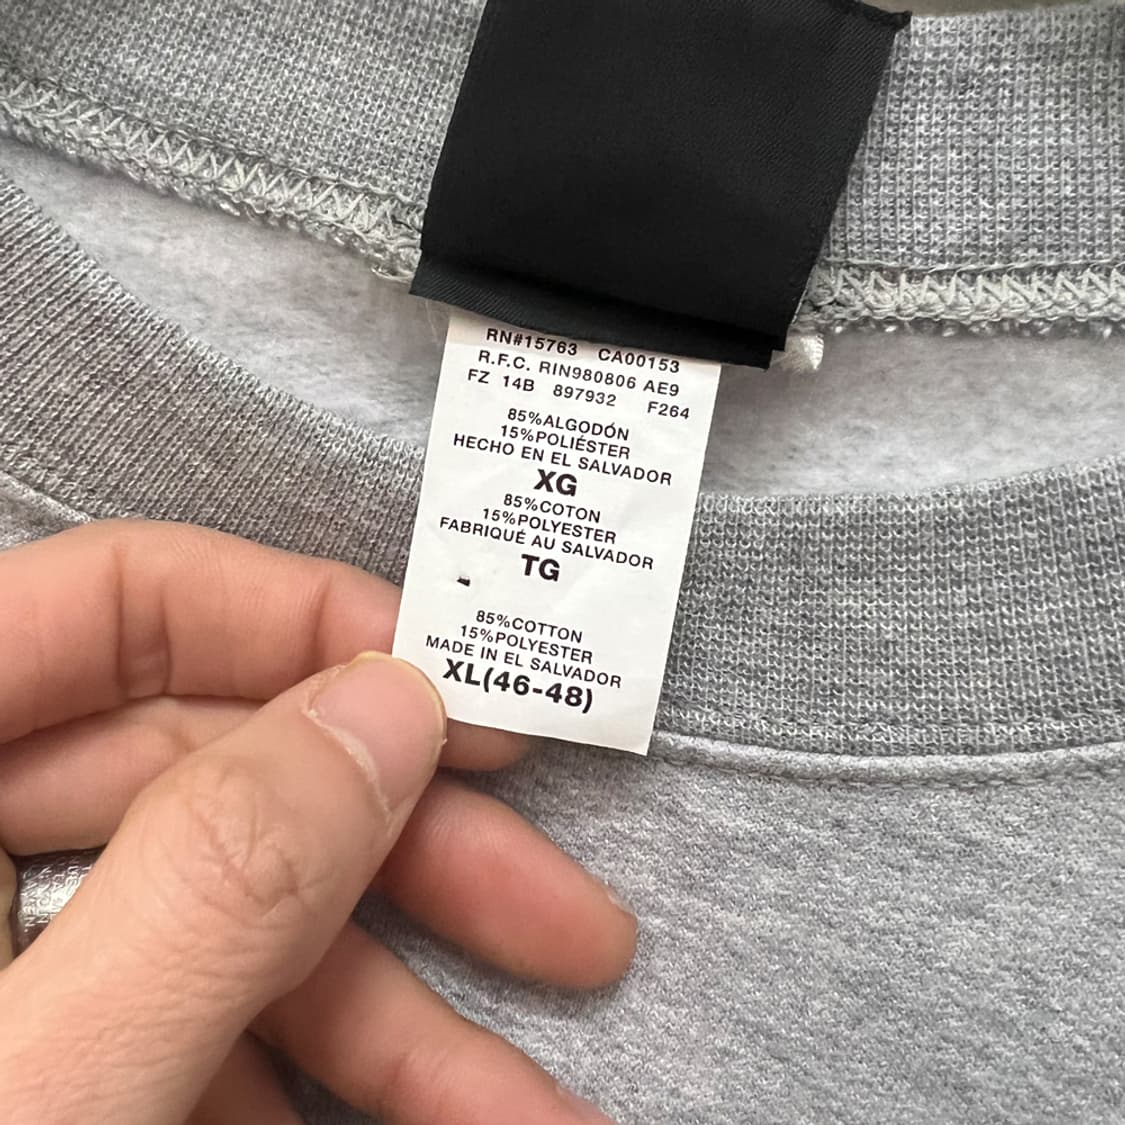 RN#15763 CA00153
R.F.C. RIN980806 AE9
FZ 14B 897932 F264
85%ALGODÓN
15%POLIÉSTER
HECHO EN EL SALVADOR
XG
85%COTON
15%POLYESTER
FABRIQUÉ AU SALVADOR
TG
85%COTTON
15%POLYESTER
MADE IN EL SALVADOR
XL(46-48)